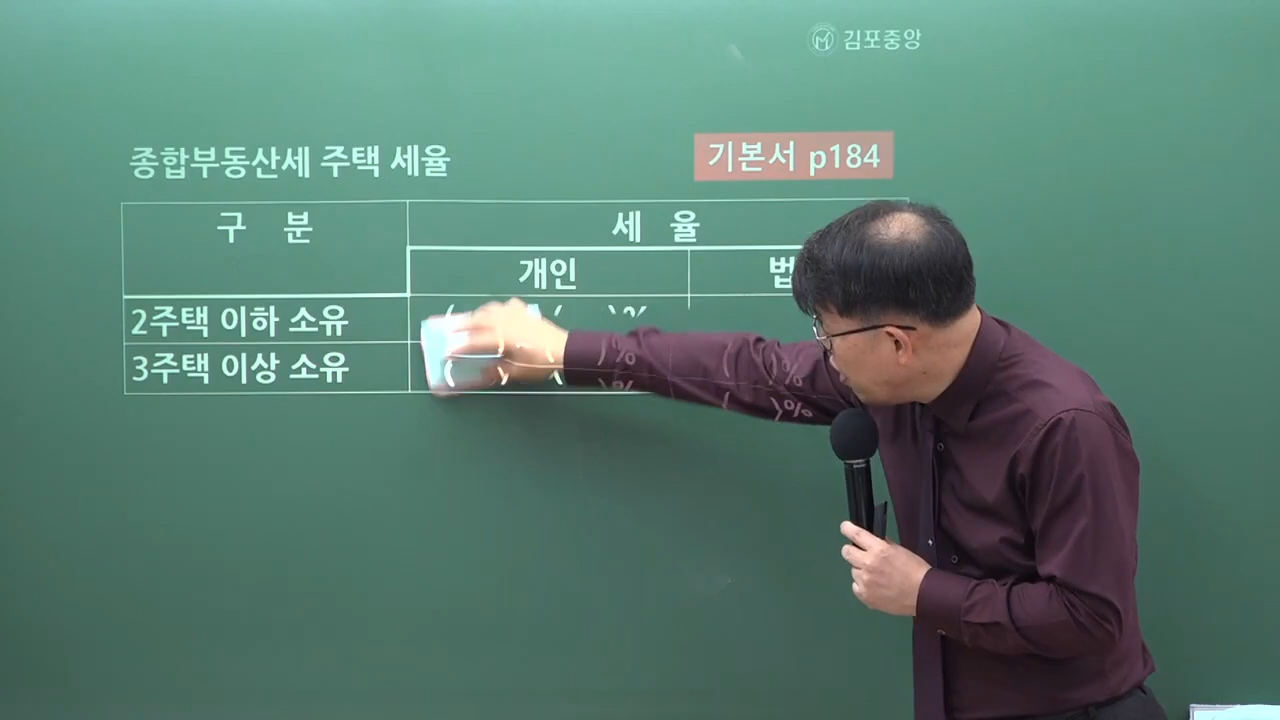 김포중앙
종합부동산세 주택 세율
기본서 p184
구 분
세 율
개인
법
2주택 이하 소유
( ( )%
3주택 이상 소유
( ) ( )% ( )%